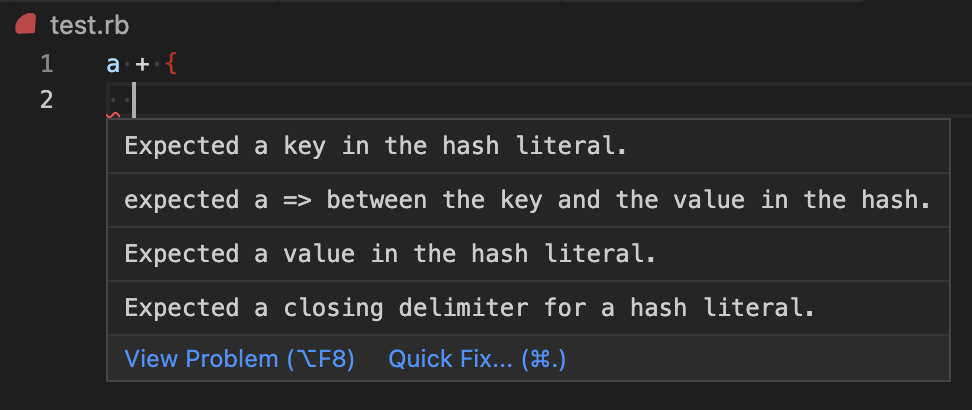 test.rb
1 a + {
2
Expected a key in the hash literal.
expected a => between the key and the value in the hash.
Expected a value in the hash literal.
Expected a closing delimiter for a hash literal.
View Problem (⌥F8) Quick Fix... (⌘.)